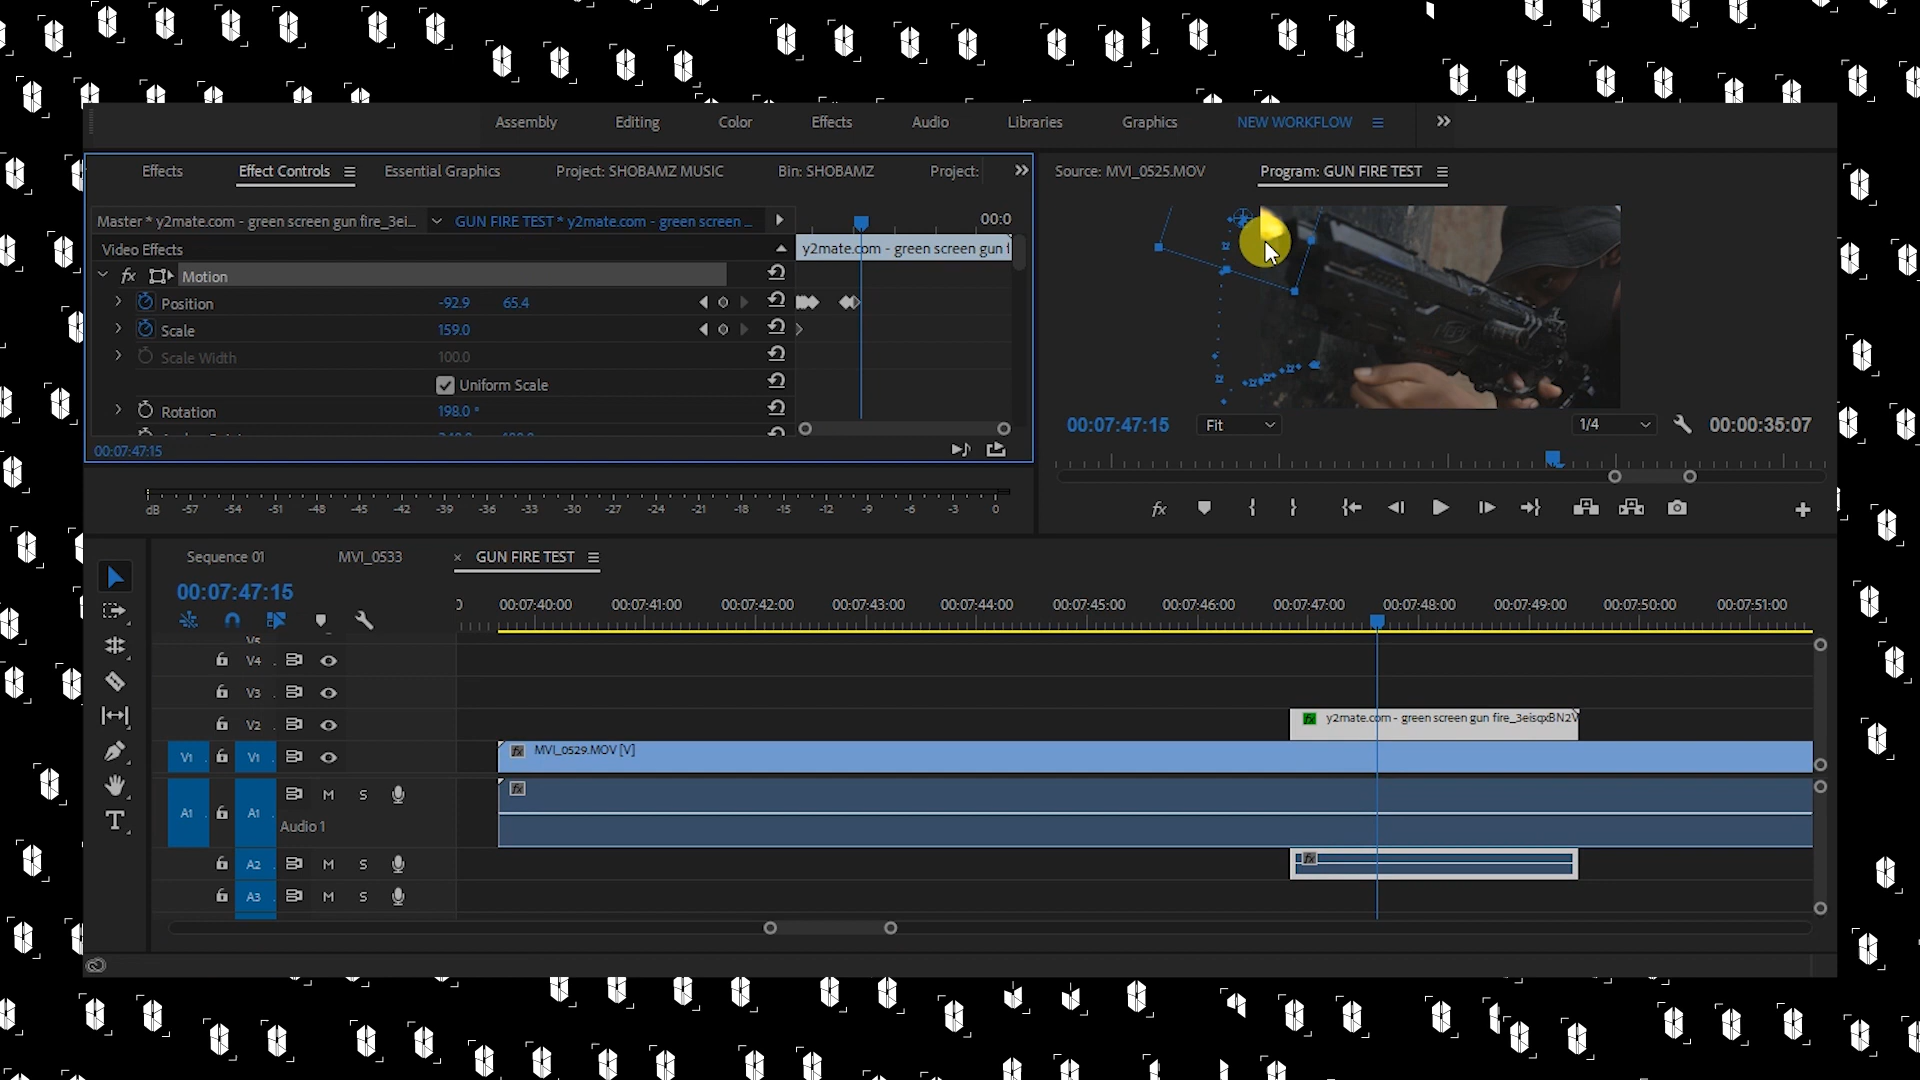 Assembly Editing Color Effects Audio Libraries Graphics NEW WORKFLOW
Effects Effect Controls Essential Graphics Project: SHOBAMZ MUSIC Bin: SHOBAMZ Project:
Source: MVI_0525.MOV Program: GUN FIRE TEST
Master * y2mate.com - green screen gun fire_3ei... GUN FIRE TEST * y2mate.com - green screen ... 00:0
Video Effects y2mate.com - green screen gun f
fx Motion
Position -92.9 65.4
Scale 159.0
Scale Width 100.0
Uniform Scale
Rotation 198.0 °
00:07:47:15
00:07:47:15 Fit 1/4 00:00:35:07
dB -57 -54 -51 -48 -45 -42 -39 -36 -33 -30 -27 -24 -21 -18 -15 -12 -9 -6 -3 0
fx
Sequence 01 MVI_0533 × GUN FIRE TEST
00:07:47:15
0 00:07:40:00 00:07:41:00 00:07:42:00 00:07:43:00 00:07:44:00 00:07:45:00 00:07:46:00 00:07:47:00 00:07:48:00 00:07:49:00 00:07:50:00 00:07:51:00
V5
V4
V3
V2 fx y2mate.com - green screen gun fire_3eisqxBN2V
V1 V1 fx MVI_0529.MOV [V]
M S fx
A1 A1
Audio 1
A2 M S fx
A3 M S
T